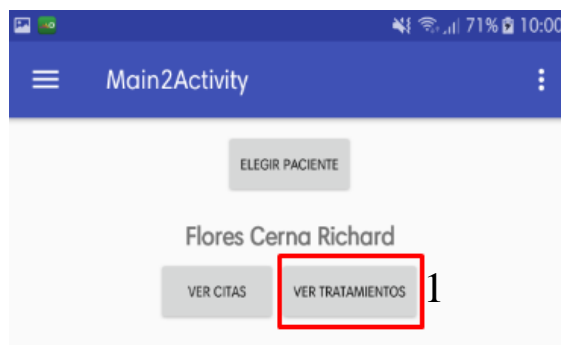 71% 10:00
Main2Activity
ELEGIR PACIENTE
Flores Cerna Richard
VER CITAS VER TRATAMIENTOS 1